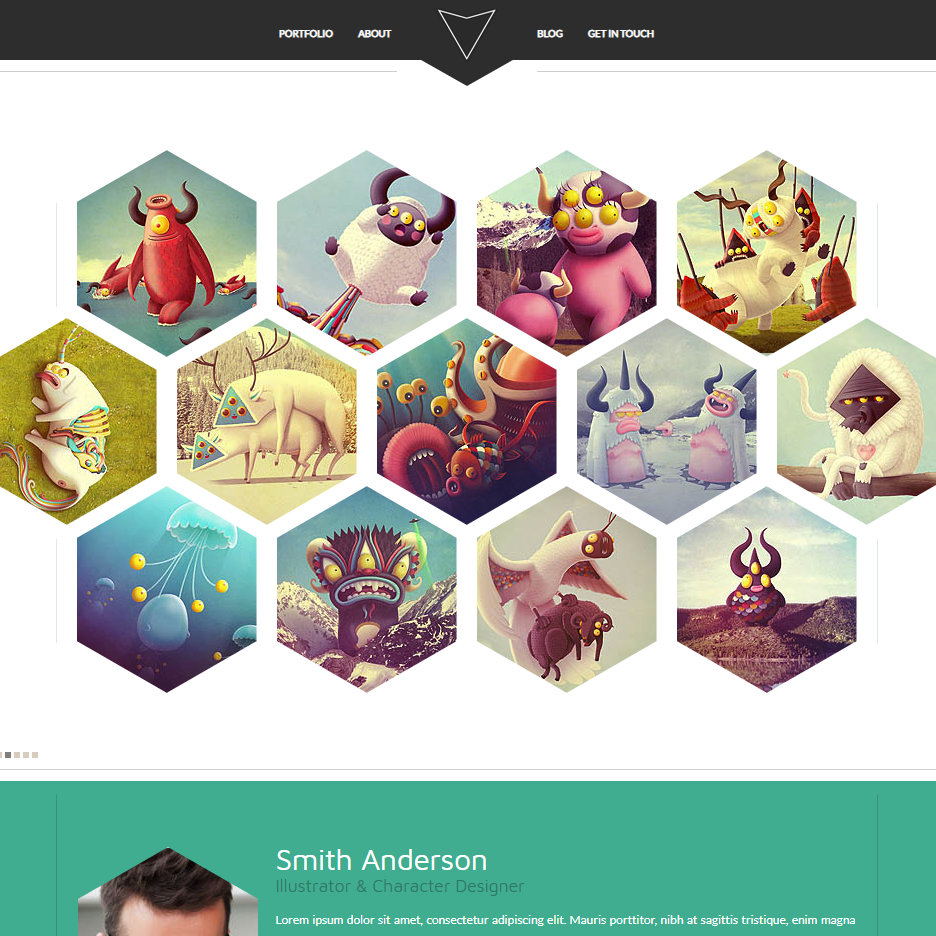 PORTFOLIO ABOUT BLOG GET IN TOUCH
Smith Anderson
Illustrator & Character Designer
Lorem ipsum dolor sit amet, consectetur adipiscing elit. Mauris porttitor, nibh at sagittis tristique, enim magna